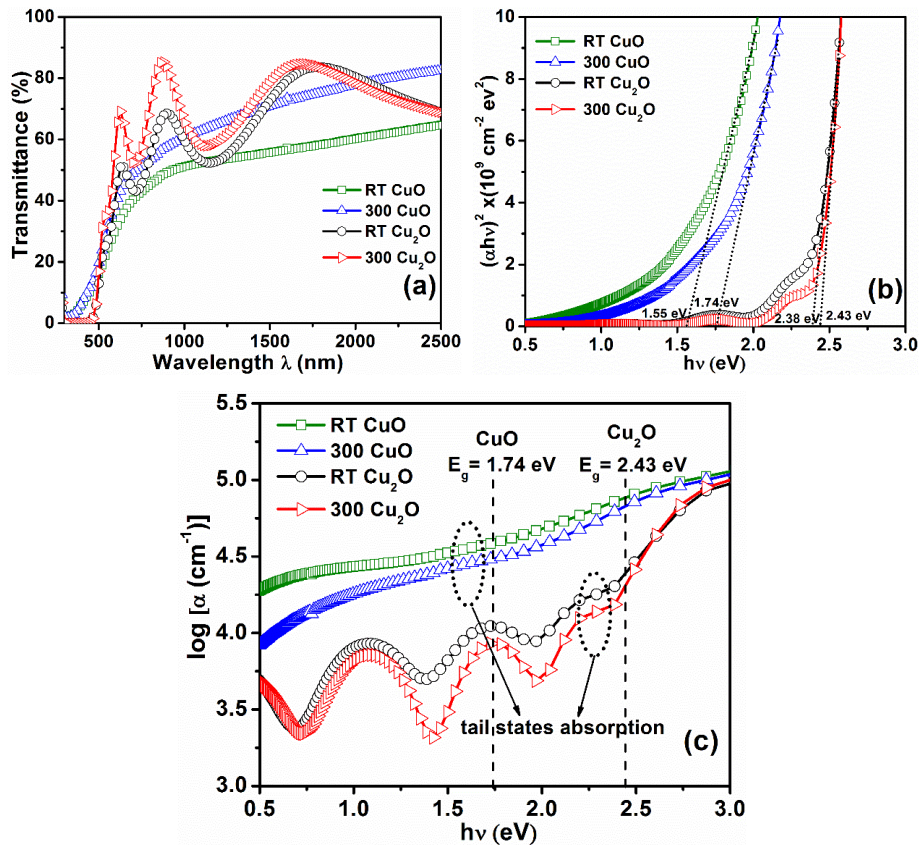 100
80
60
40
20
0
Transmittance (%)
500 1000 1500 2000 2500
Wavelength λ (nm)
RT CuO
300 CuO
RT Cu₂O
300 Cu₂O
(a)
10
8
6
4
2
0
(αhν)² x(10⁹ cm⁻² ev²)
0.5 1.0 1.5 2.0 2.5 3.0
hν (eV)
RT CuO
300 CuO
RT Cu₂O
300 Cu₂O
1.55 eV
1.74 eV
2.38 eV
2.43 eV
(b)
5.5
5.0
4.5
4.0
3.5
3.0
log [α (cm⁻¹)]
0.5 1.0 1.5 2.0 2.5 3.0
hν (eV)
RT CuO
300 CuO
RT Cu₂O
300 Cu₂O
CuO
E_g = 1.74 eV
Cu₂O
E_g = 2.43 eV
tail states absorption
(c)